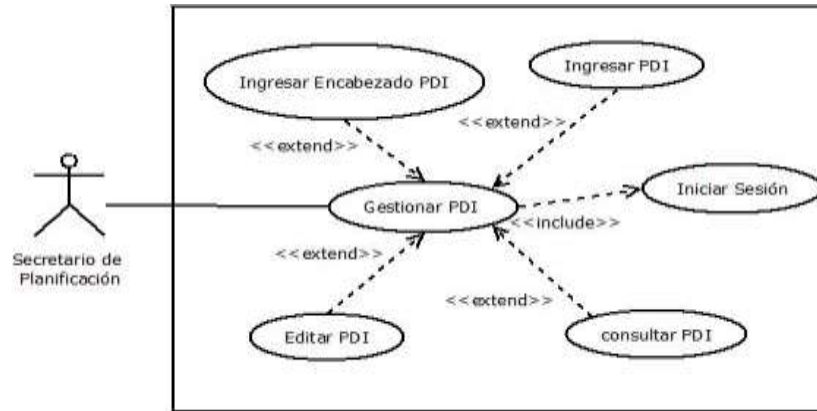 Ingresar Encabezado PDI
Ingresar PDI
<<extend>>
<<extend>>
Gestionar PDI
Iniciar Sesión
<<include>>
Secretario de
Planificación
<<extend>>
<<extend>>
Editar PDI
consultar PDI